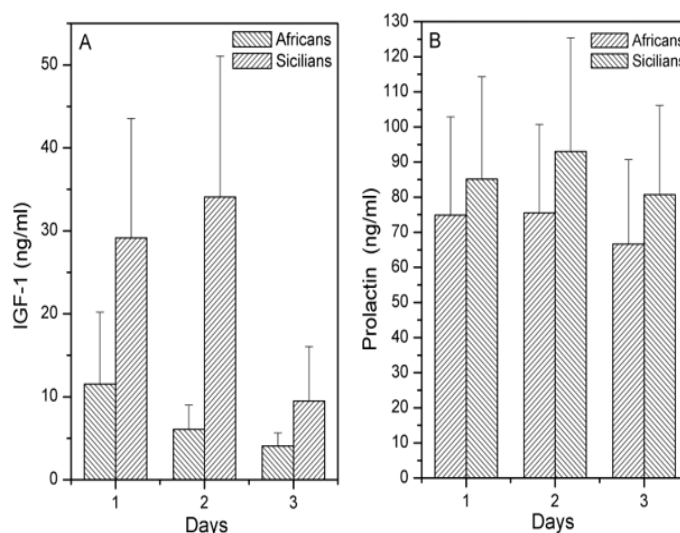 A
Africans
Sicilians
IGF-1 (ng/ml)
50
40
30
20
10
0
1 2 3
Days
B
Africans
Sicilians
Prolactin (ng/ml)
130
120
110
100
90
80
70
60
50
40
30
20
10
0
1 2 3
Days